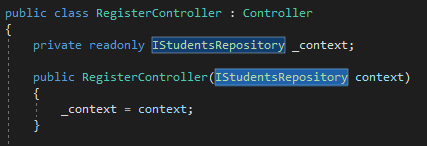 public class RegisterController : Controller
{
private readonly IStudentsRepository _context;
public RegisterController(IStudentsRepository context)
{
_context = context;
}